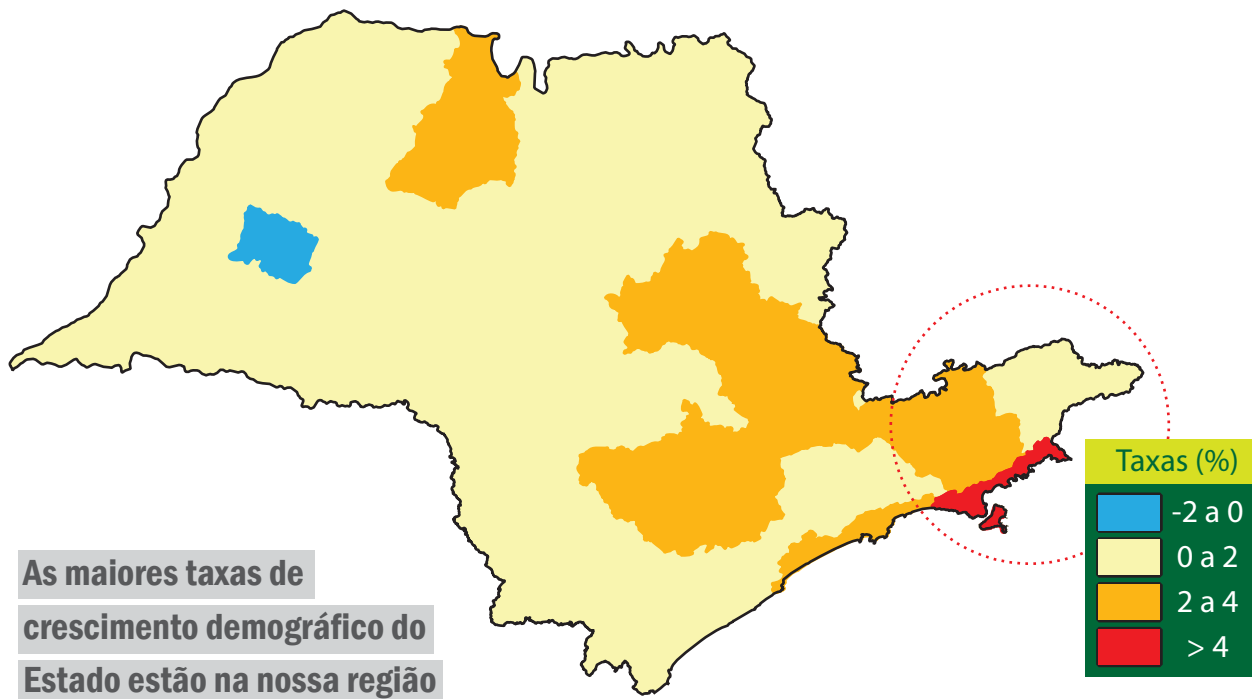 Taxas (%)
-2 a 0
0 a 2
2 a 4
> 4
As maiores taxas de
crescimento demográfico do
Estado estão na nossa região